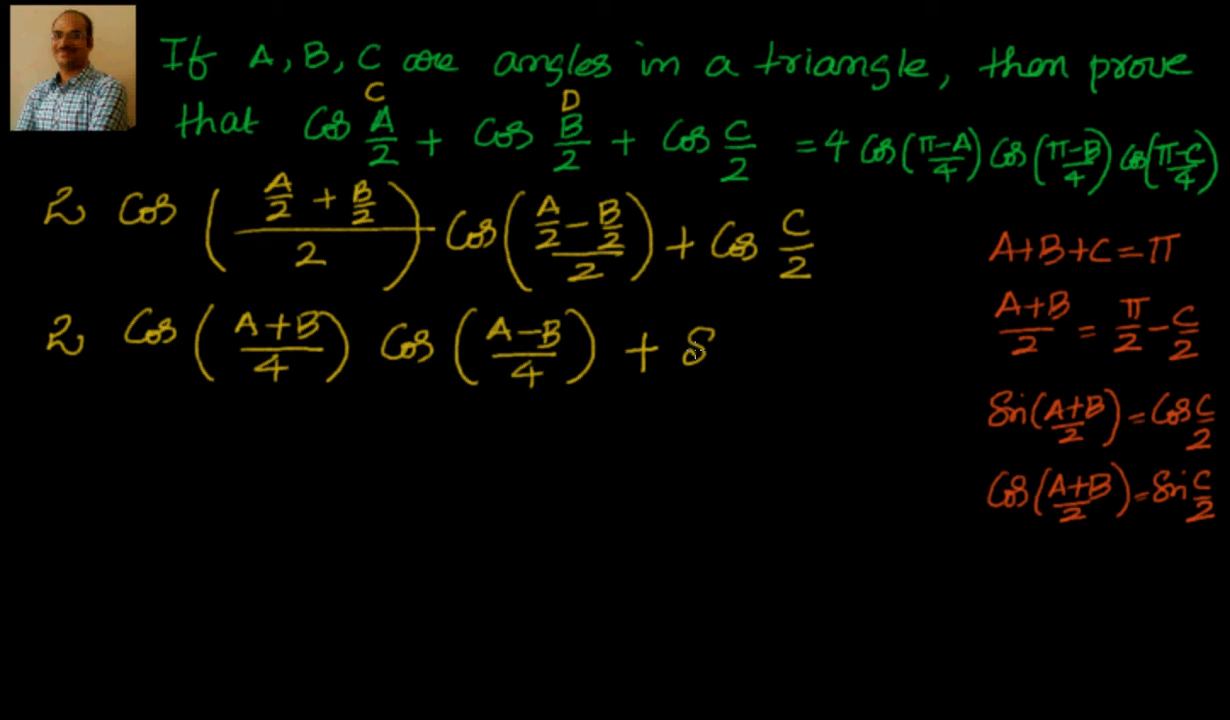 If A, B, C are angles in a triangle, then prove
that cos A/2 + cos B/2 + cos C/2 = 4 cos(π-A/4) cos(π-B/4) cos(π-C/4)
C D
2 cos ((A/2 + B/2)/2) cos((A/2 - B/2)/2) + cos C/2
2 cos (A+B/4) cos (A-B/4) + S
A+B+C=π
A+B/2 = π/2 - C/2
Sin(A+B/2) = cos C/2
cos(A+B/2) = Sin C/2